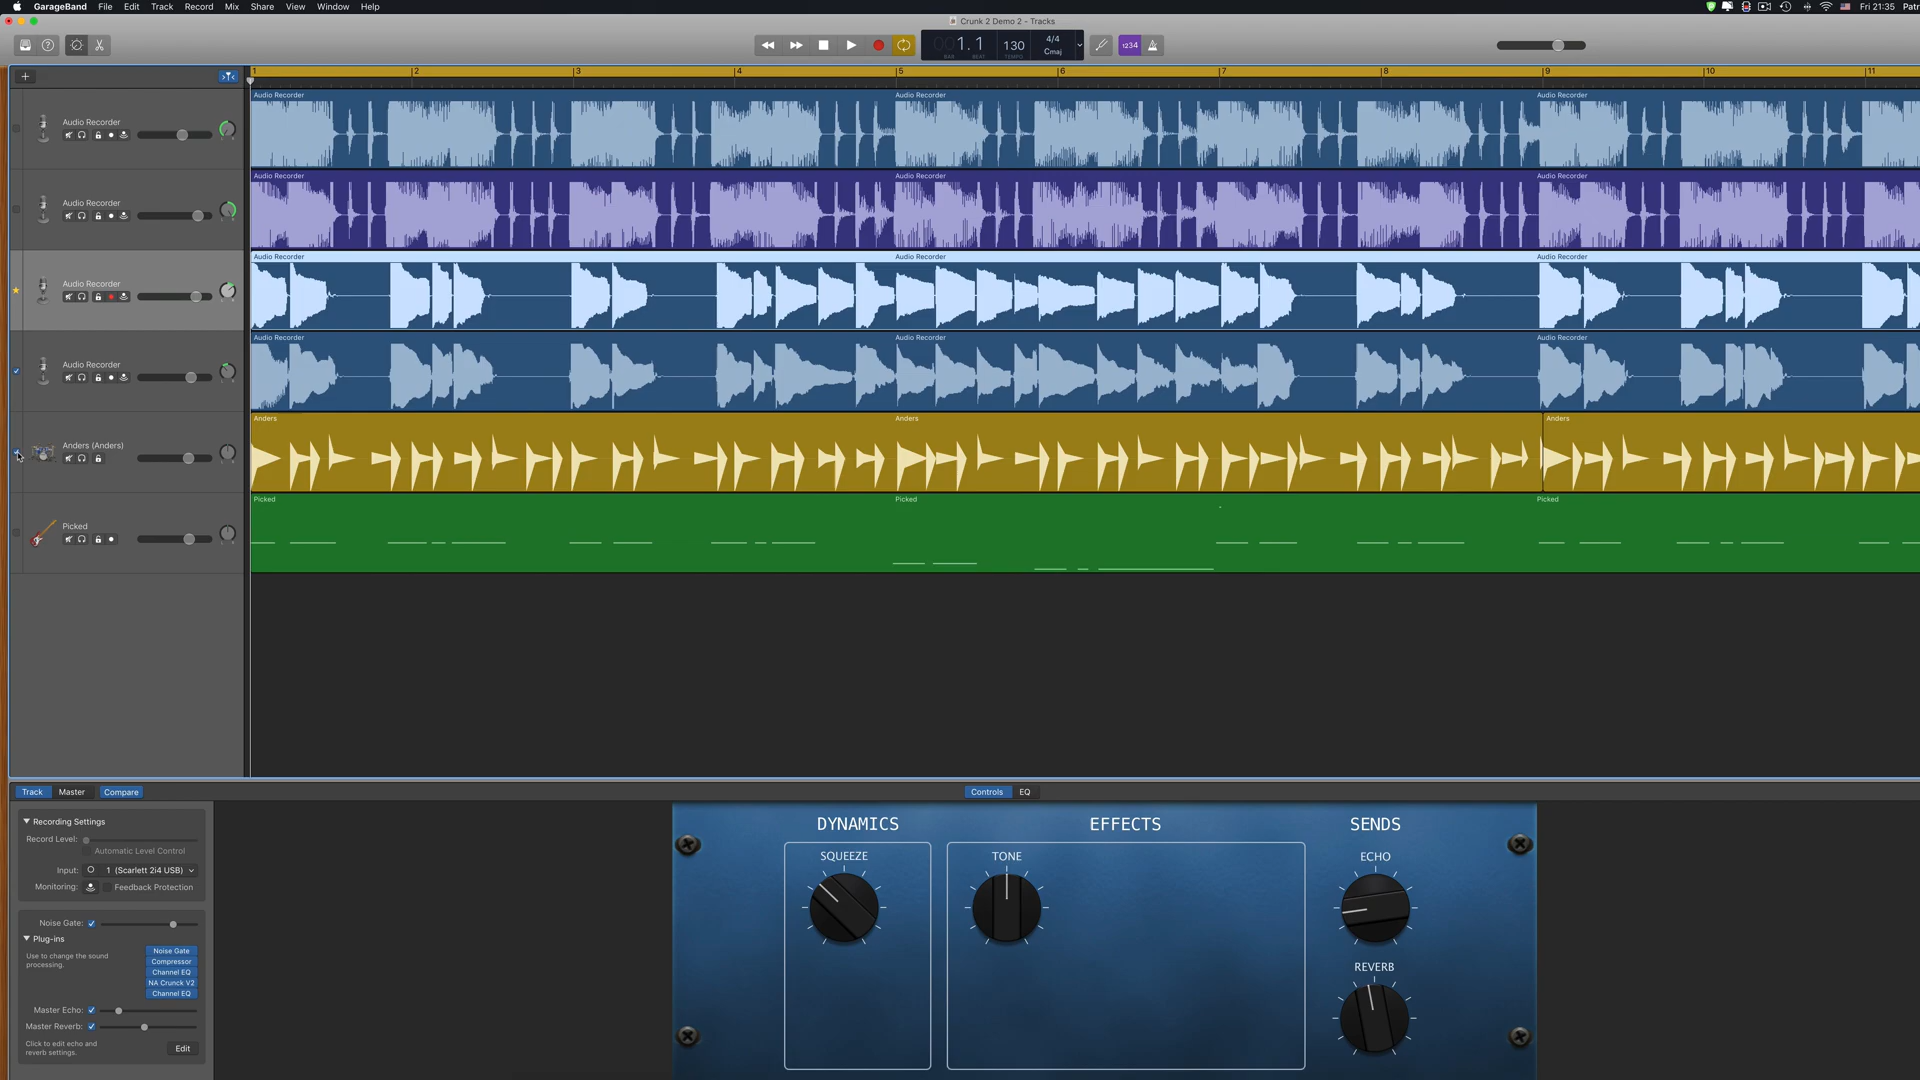 GarageBand File Edit Track Record Mix Share View Window Help Fri 21:35 Patr
Crunk 2 Demo 2 - Tracks
001.1 130 4/4
Cmaj
BAR BEAT TEMPO
1234
1 2 3 4 5 6 7 8 9 10 11
Audio Recorder
Audio Recorder Audio Recorder Audio Recorder
Audio Recorder
Audio Recorder Audio Recorder Audio Recorder
Audio Recorder
Audio Recorder Audio Recorder Audio Recorder
Audio Recorder
Audio Recorder Audio Recorder Audio Recorder
Anders (Anders)
Anders Anders Anders
Picked
Picked Picked Picked
Track Master Compare Controls EQ
Recording Settings
Record Level:
Automatic Level Control
Input: 1 (Scarlett 2i4 USB)
Monitoring: Feedback Protection
Noise Gate:
Plug-ins
Use to change the sound
processing.
Noise Gate
Compressor
Channel EQ
NA Crunck V2
Channel EQ
Master Echo:
Master Reverb:
Click to edit echo and
reverb settings.
Edit
DYNAMICS EFFECTS SENDS
SQUEEZE TONE ECHO
REVERB